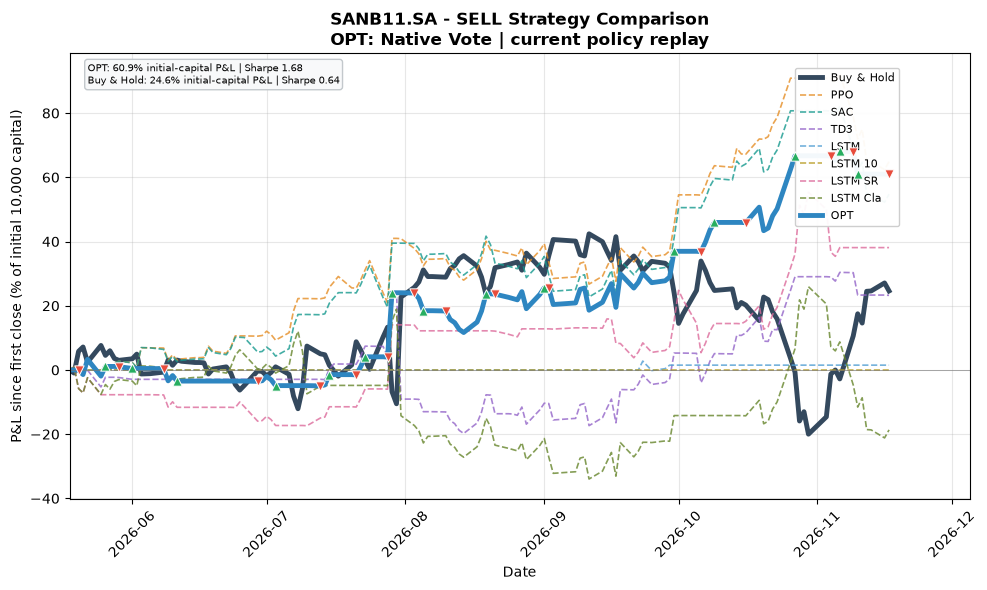 SANB11.SA - SELL Strategy Comparison
OPT: Native Vote | current policy replay
OPT: 60.9% initial-capital P&L | Sharpe 1.68
Buy & Hold: 24.6% initial-capital P&L | Sharpe 0.64
Buy & Hold
PPO
SAC
TD3
LSTM
LSTM 10
LSTM SR
LSTM Cla
OPT
P&L since first close (% of initial 10,000 capital)
80
60
40
20
0
−20
−40
2026-06
2026-07
2026-08
2026-09
2026-10
2026-11
2026-12
Date